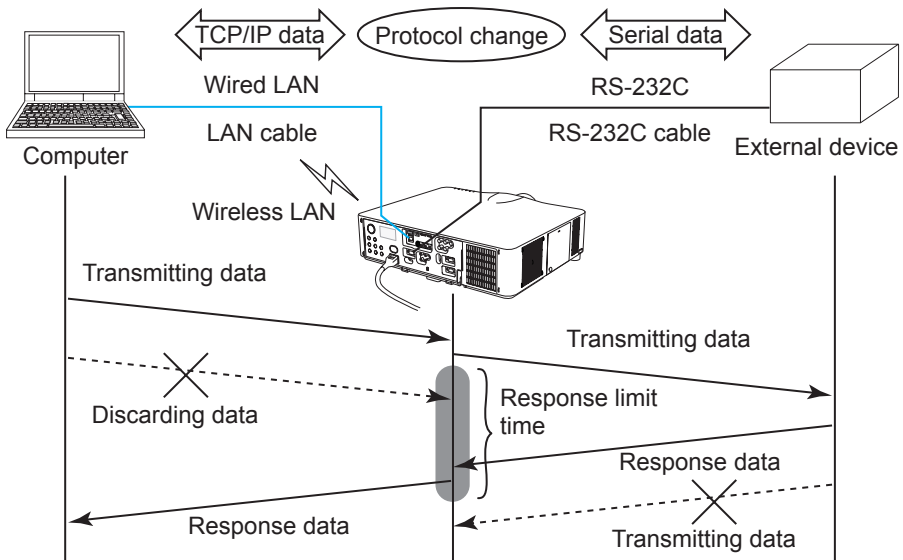 TCP/IP data
Protocol change
Serial data
Wired LAN
RS-232C
LAN cable
RS-232C cable
Computer
External device
Wireless LAN
Transmitting data
Transmitting data
Discarding data
Response limit
time
Response data
Response data
Transmitting data